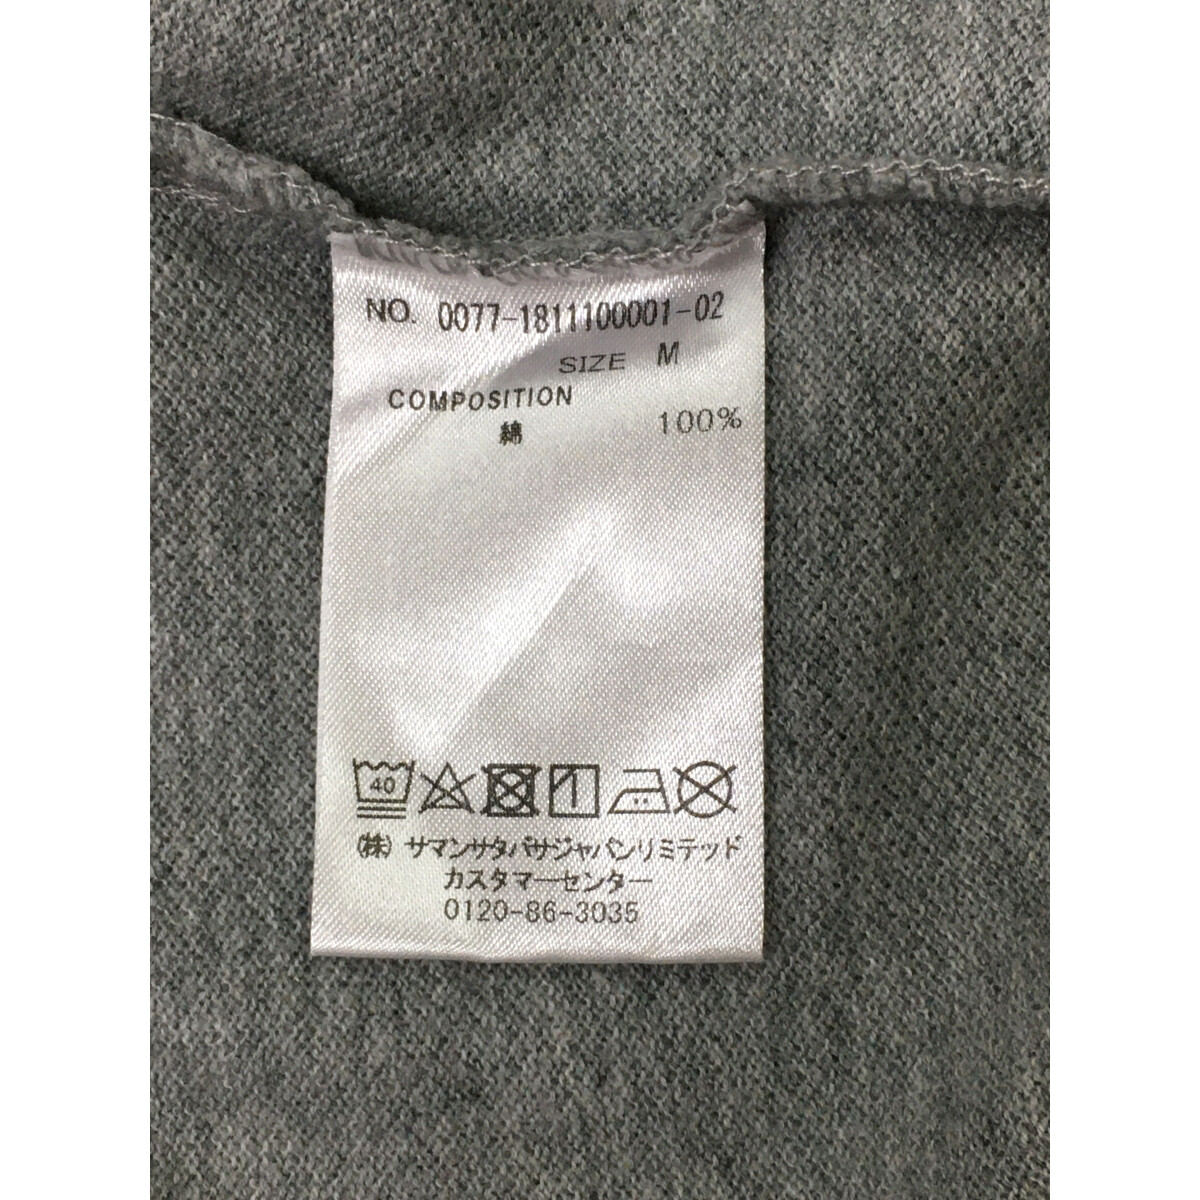 NO. 0077-1811100001-02
SIZE M
COMPOSITION
綿 100%
40
(株) サマンサタバサジャパンリミテッド
カスタマーセンター
0120-86-3035